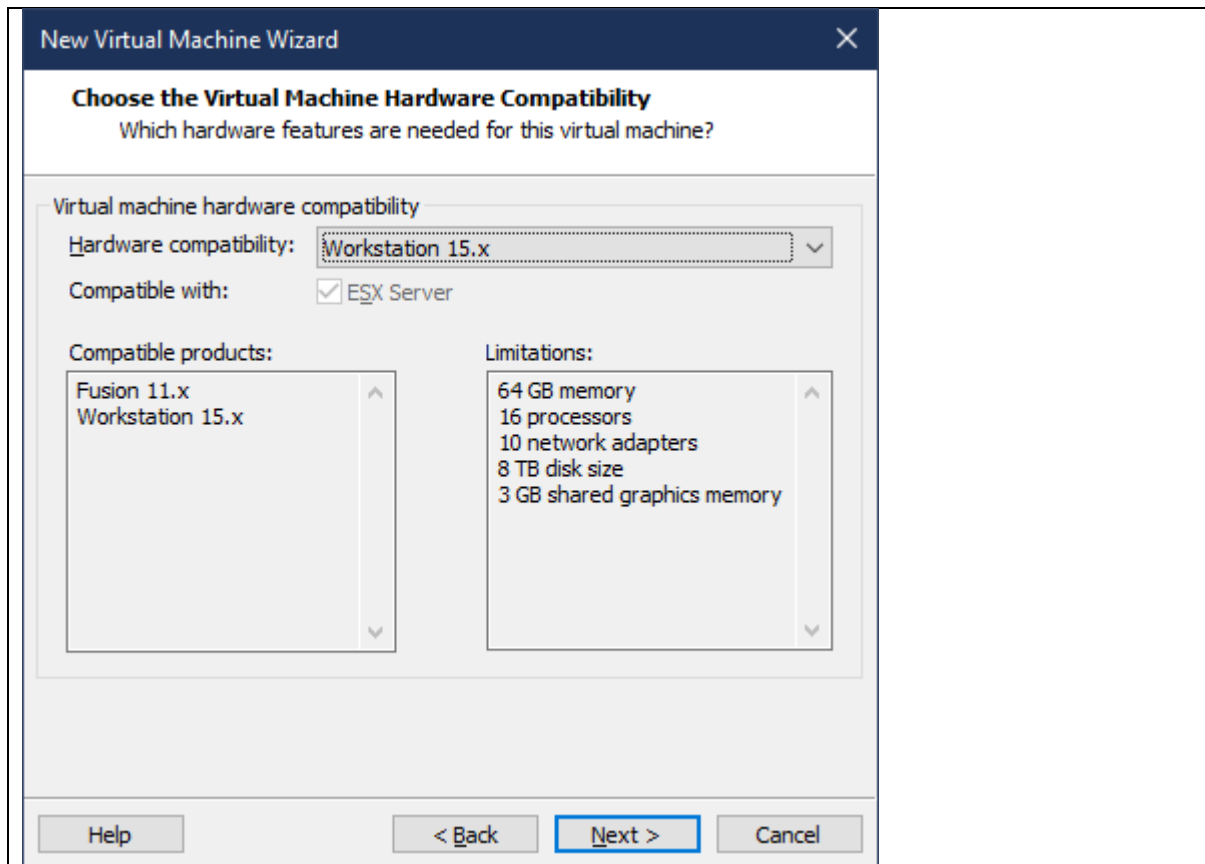 New Virtual Machine Wizard
Choose the Virtual Machine Hardware Compatibility
Which hardware features are needed for this virtual machine?
Virtual machine hardware compatibility
Hardware compatibility: Workstation 15.x
Compatible with: ESX Server
Compatible products:
Fusion 11.x
Workstation 15.x
Limitations:
64 GB memory
16 processors
10 network adapters
8 TB disk size
3 GB shared graphics memory
Help < Back Next > Cancel